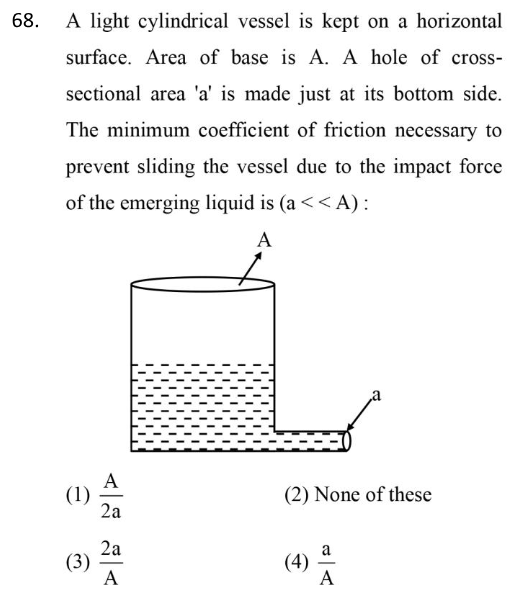 68. A light cylindrical vessel is kept on a horizontal
surface. Area of base is A. A hole of cross-
sectional area 'a' is made just at its bottom side.
The minimum coefficient of friction necessary to
prevent sliding the vessel due to the impact force
of the emerging liquid is (a < < A) :
A
a
(1) A/2a
(2) None of these
(3) 2a/A
(4) a/A